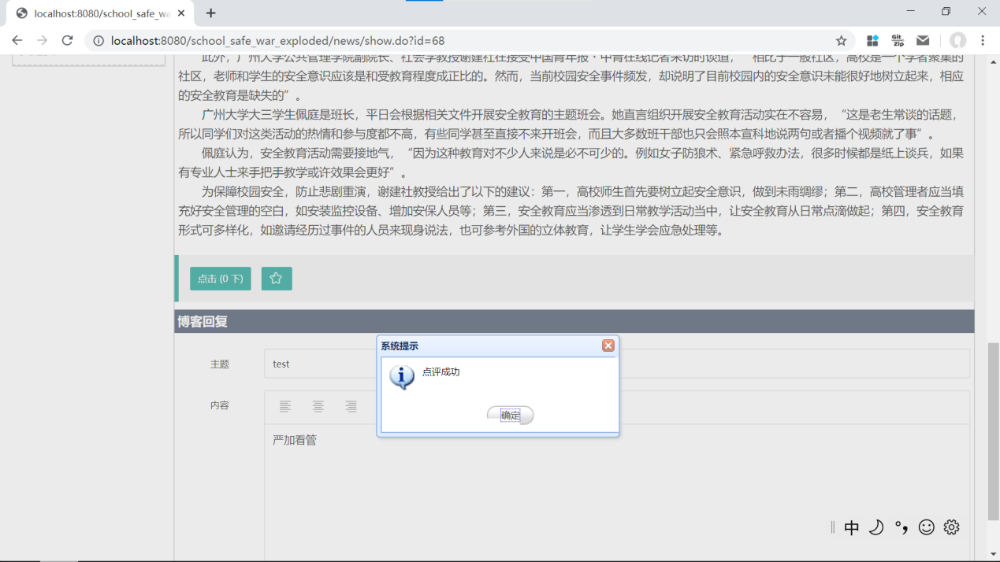 localhost:8080/school_safe_wa
localhost:8080/school_safe_war_exploded/news/show.do?id=68
Git
Zip
此外，广州大学公共管理学院副院长、社会学教授谢建社在接受中国青年报·中青在线记者采访时谈道，“相比于一般社区，高校是一个学者聚集的
社区，老师和学生的安全意识应该是和受教育程度成正比的。然而，当前校园安全事件频发，却说明了目前校园内的安全意识未能很好地树立起来，相应
的安全教育是缺失的”。
广州大学大三学生佩庭是班长，平日会根据相关文件开展安全教育的主题班会。她直言组织开展安全教育活动实在不容易，“这是老生常谈的话题，
所以同学们对这类活动的热情和参与度都不高，有些同学甚至直接不来开班会，而且大多数班干部也只会照本宣科地说两句或者播个视频就了事”。
佩庭认为，安全教育活动需要接地气，“因为这种教育对不少人来说是必不可少的。例如女子防狼术、紧急呼救办法，很多时候都是纸上谈兵，如果
有专业人士来手把手教学或许效果会更好”。
为保障校园安全，防止悲剧重演，谢建社教授给出了以下的建议：第一，高校师生首先要树立起安全意识，做到未雨绸缪；第二，高校管理者应当填
充好安全管理的空白，如安装监控设备、增加安保人员等；第三，安全教育应当渗透到日常教学活动当中，让安全教育从日常点滴做起；第四，安全教育
形式可多样化，如邀请经历过事件的人员来现身说法，也可参考外国的立体教育，让学生学会应急处理等。
点击 (0 下)
博客回复
系统提示
点评成功
确定
主题
test
内容
严加看管
中